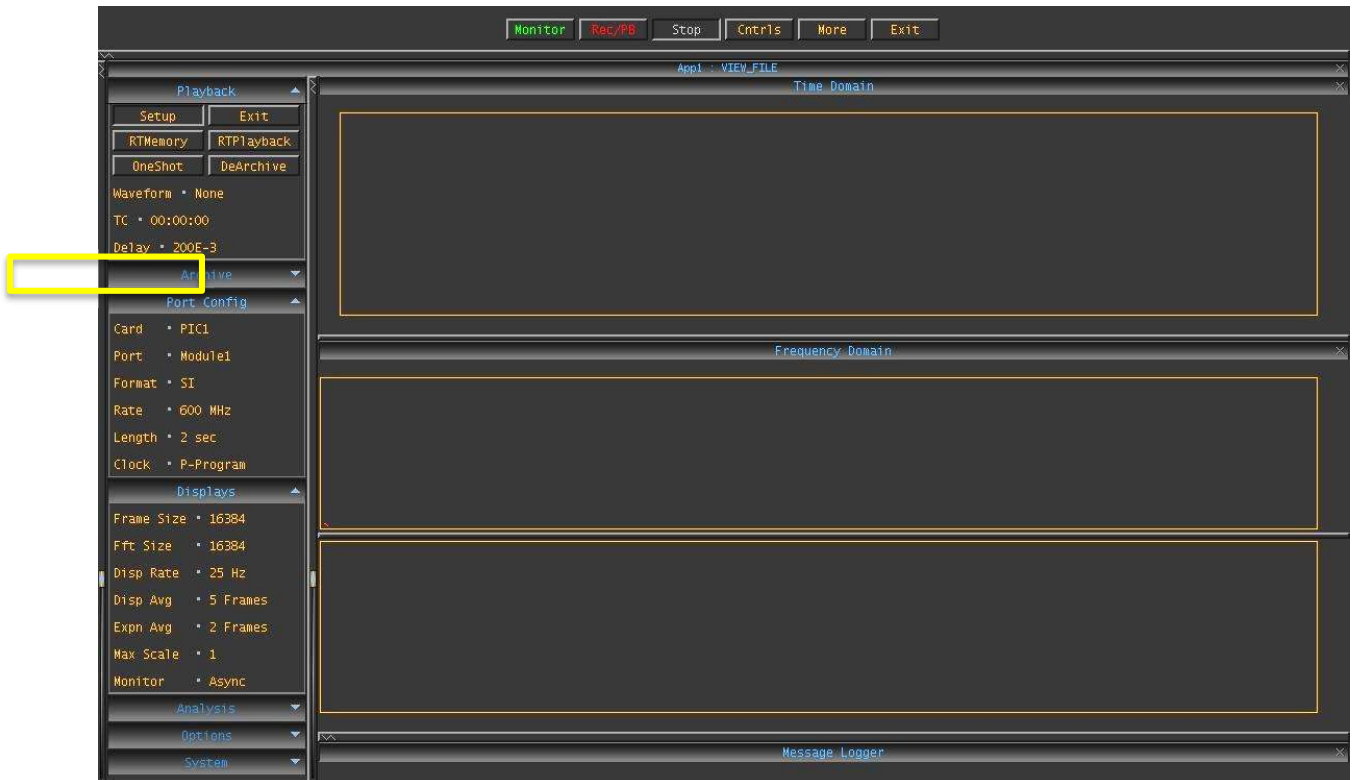 Monitor Rec/PB Stop Cntrls More Exit
App1 : VIEW_FILE
Playback
Setup Exit
RTMemory RTPlayback
OneShot DeArchive
Waveform • None
TC • 00:00:00
Delay • 200E-3
Archive
Port Config
Card • PIC1
Port • Module1
Format • SI
Rate • 600 MHz
Length • 2 sec
Clock • P-Program
Displays
Frame Size • 16384
Fft Size • 16384
Disp Rate • 25 Hz
Disp Avg • 5 Frames
Expn Avg • 2 Frames
Max Scale • 1
Monitor • Async
Analysis
Options
System
Time Domain
Frequency Domain
Message Logger